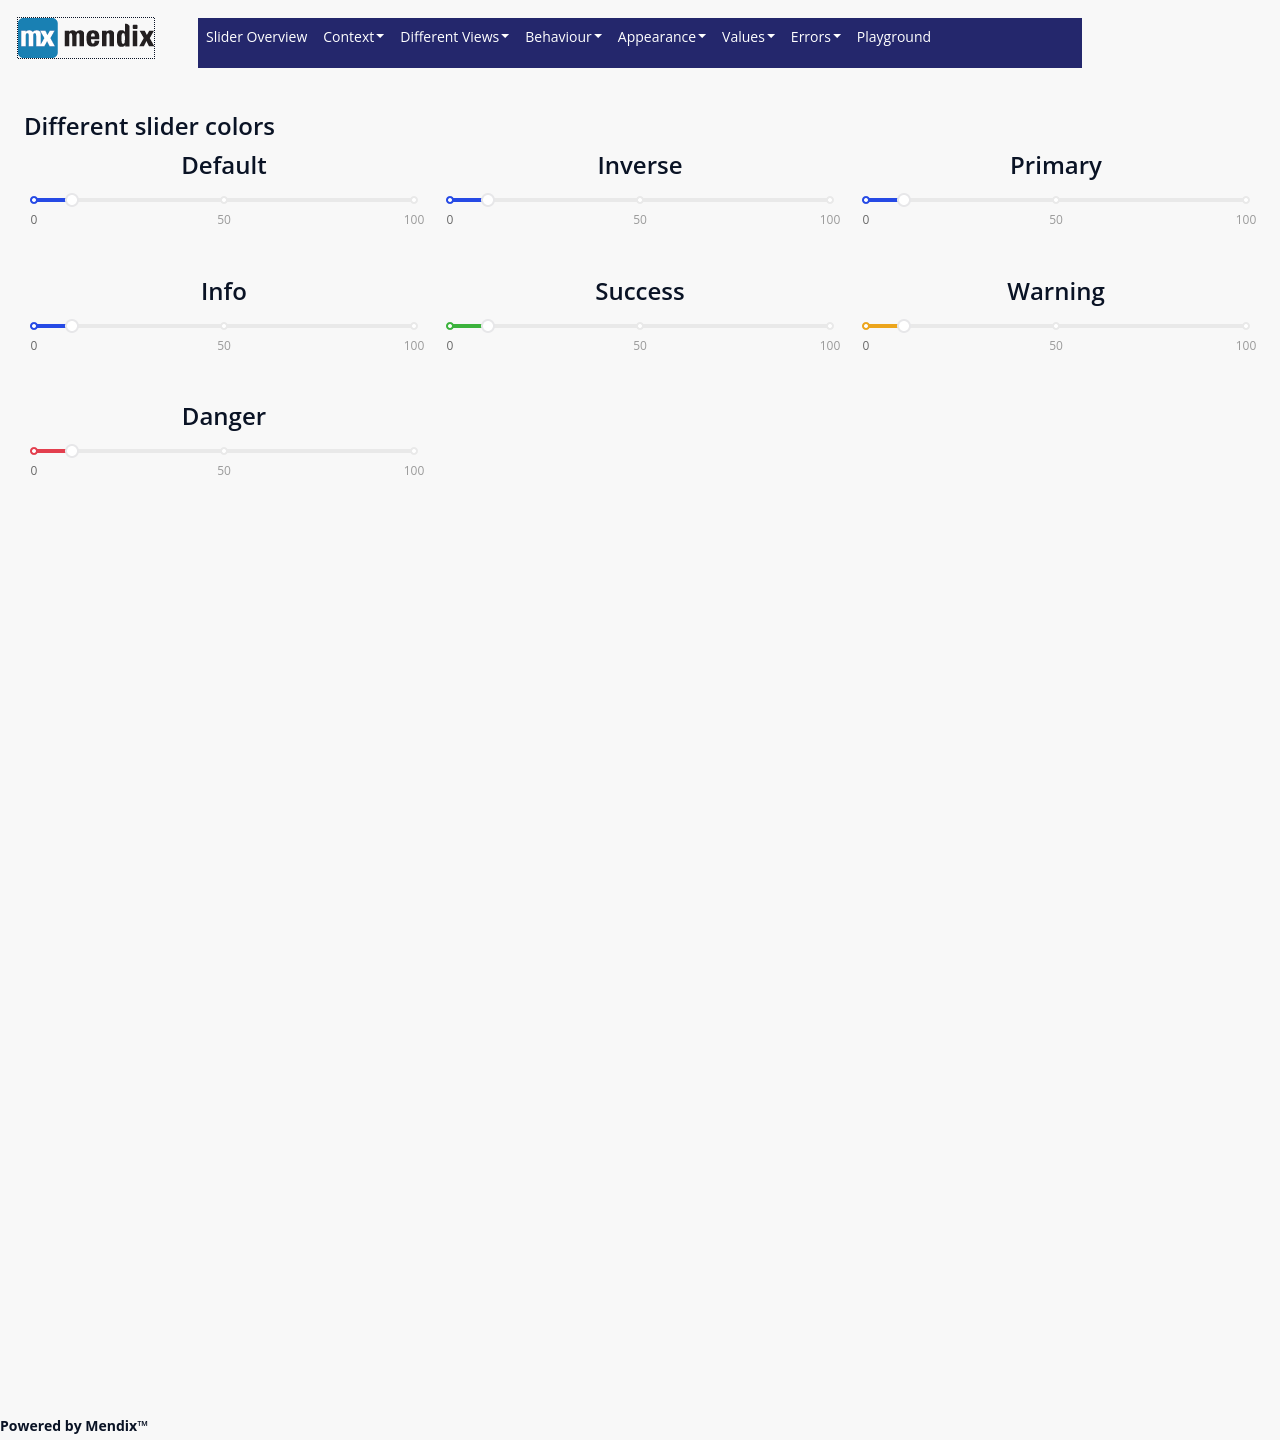 mx mendix
Slider Overview Context Different Views Behaviour Appearance Values Errors Playground
Different slider colors
Default Inverse Primary
0 50 100 0 50 100 0 50 100
Info Success Warning
0 50 100 0 50 100 0 50 100
Danger
0 50 100
Powered by Mendix™